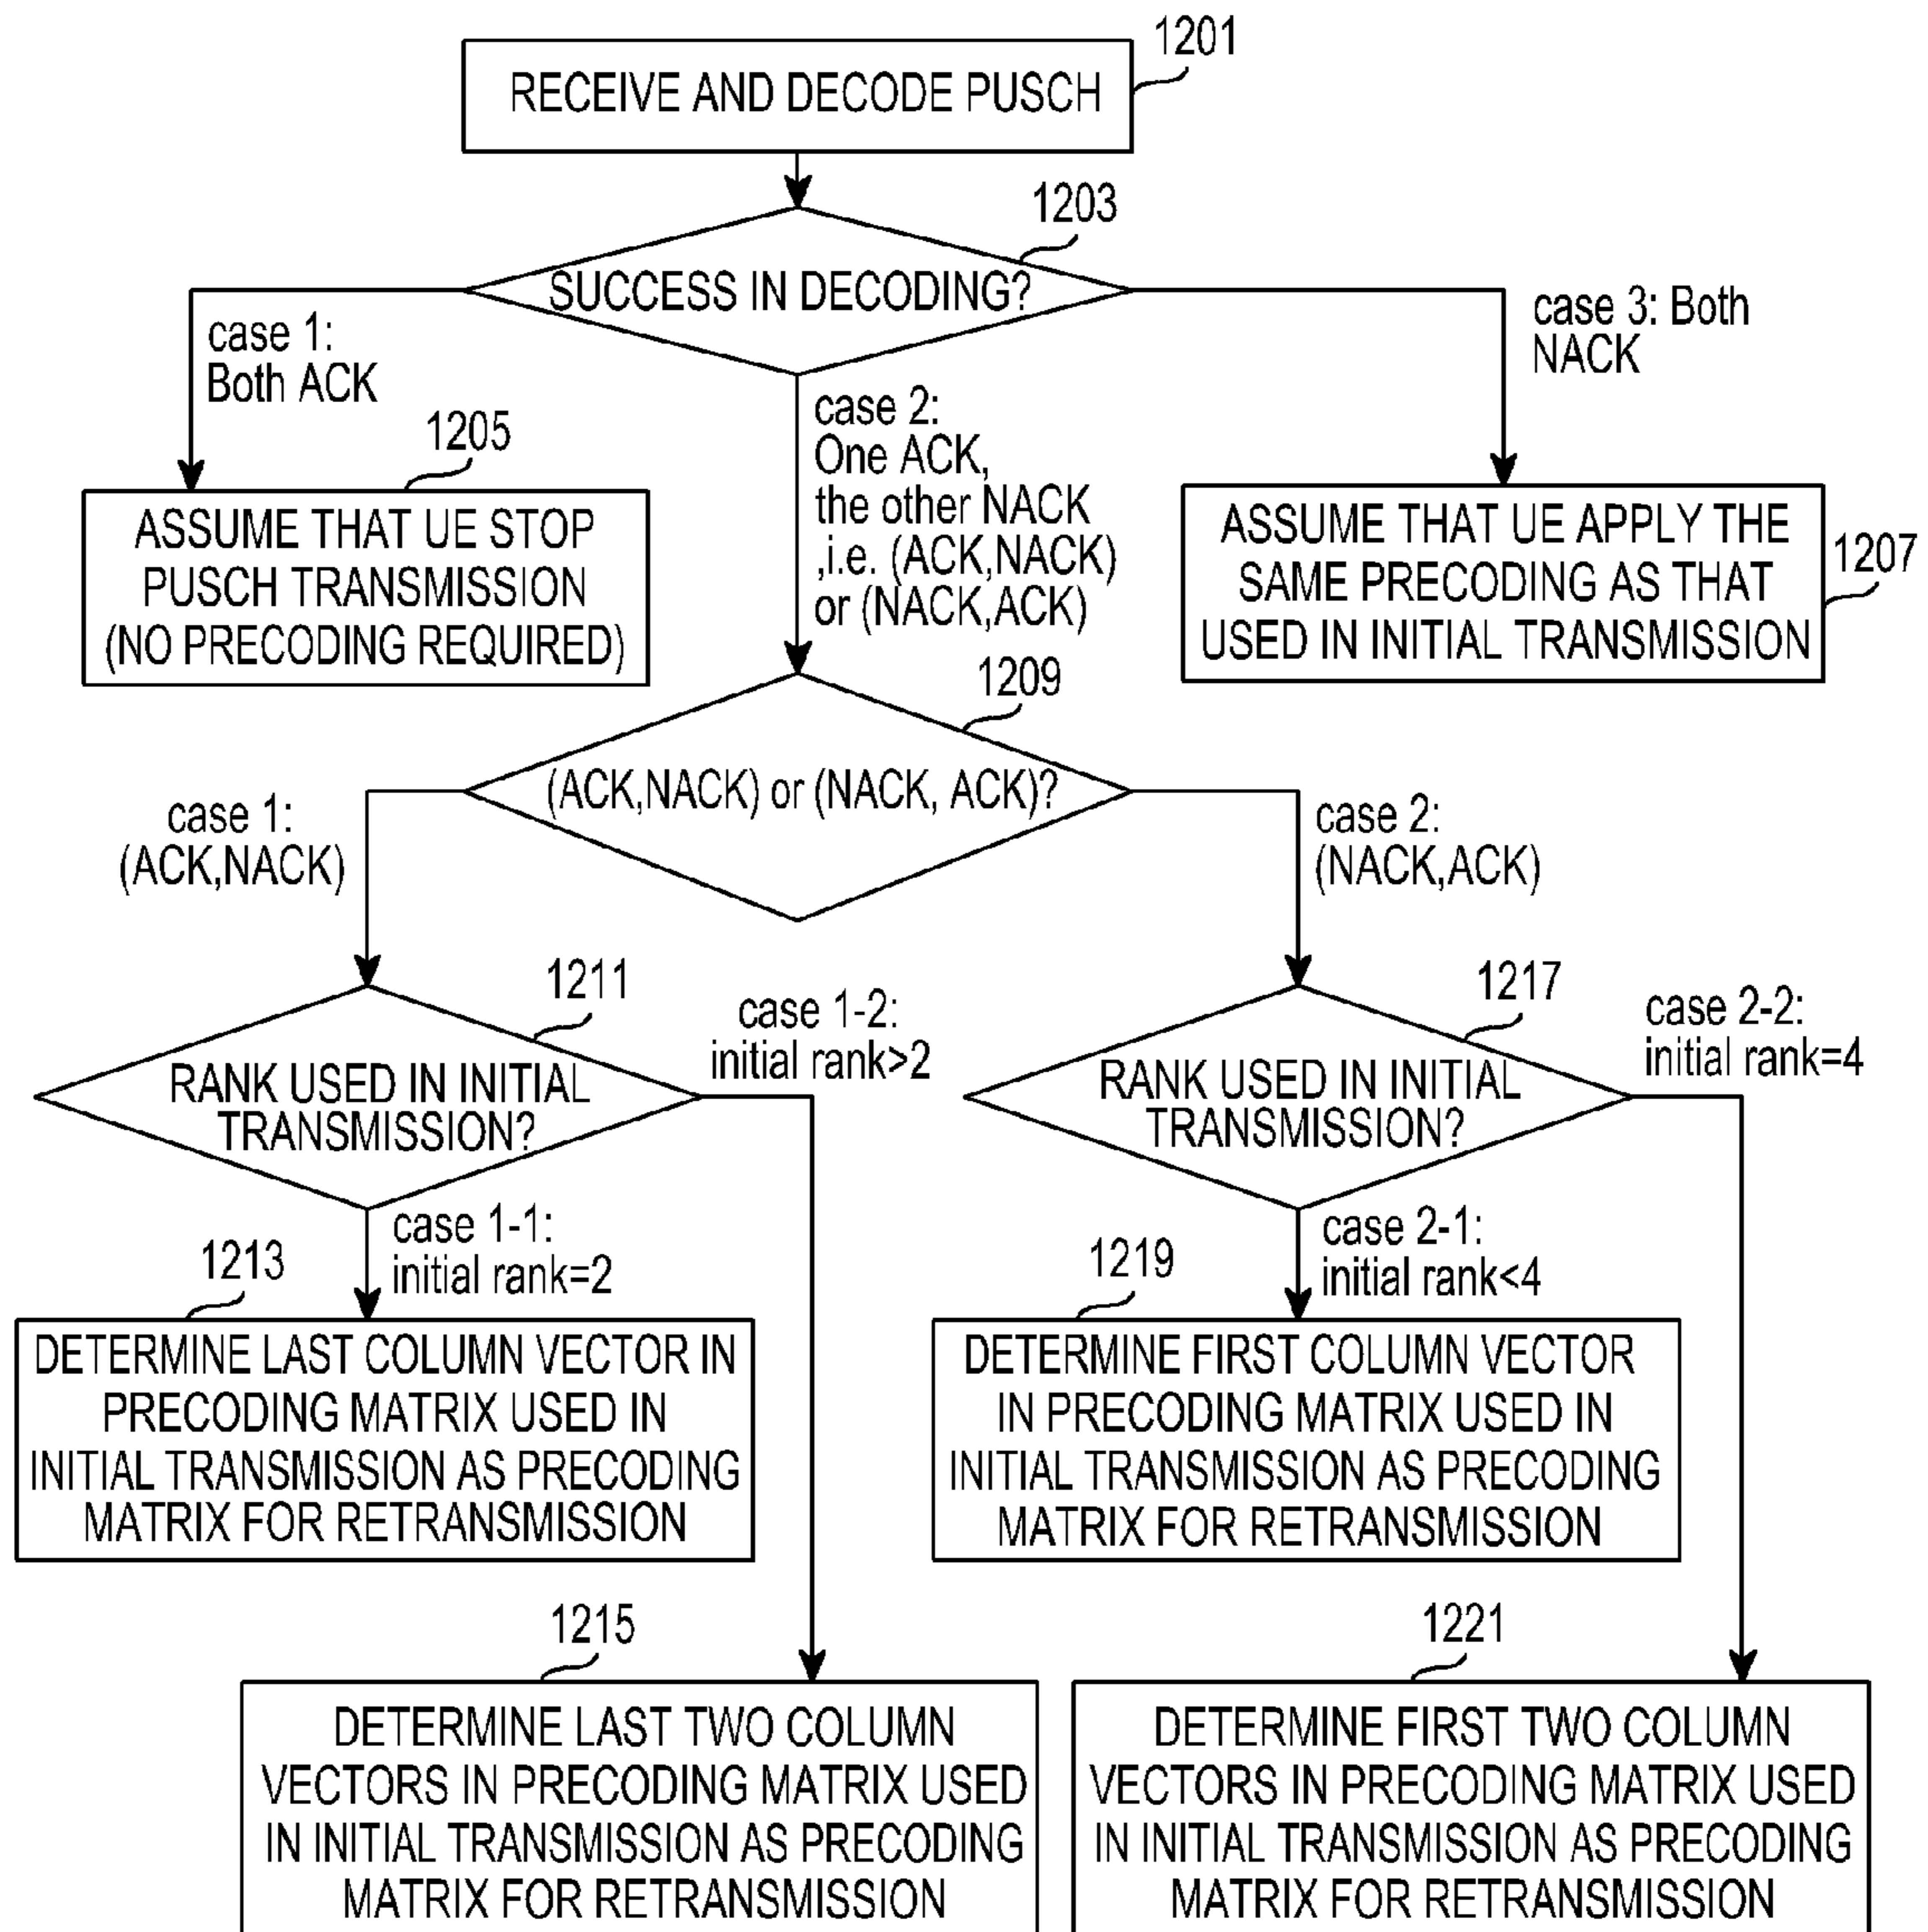 1201
RECEIVE AND DECODE PUSCH
1203
SUCCESS IN DECODING?
case 1:
Both ACK
case 2:
One ACK,
the other NACK
,i.e. (ACK,NACK)
or (NACK,ACK)
case 3: Both
NACK
1205
ASSUME THAT UE STOP
PUSCH TRANSMISSION
(NO PRECODING REQUIRED)
ASSUME THAT UE APPLY THE
SAME PRECODING AS THAT
USED IN INITIAL TRANSMISSION
1207
1209
(ACK,NACK) or (NACK, ACK)?
case 1:
(ACK,NACK)
case 2:
(NACK,ACK)
1211
RANK USED IN INITIAL
TRANSMISSION?
case 1-2:
initial rank>2
1217
RANK USED IN INITIAL
TRANSMISSION?
case 2-2:
initial rank=4
case 1-1:
initial rank=2
case 2-1:
initial rank<4
1213
DETERMINE LAST COLUMN VECTOR IN
PRECODING MATRIX USED IN
INITIAL TRANSMISSION AS PRECODING
MATRIX FOR RETRANSMISSION
1219
DETERMINE FIRST COLUMN VECTOR
IN PRECODING MATRIX USED IN
INITIAL TRANSMISSION AS PRECODING
MATRIX FOR RETRANSMISSION
1215
DETERMINE LAST TWO COLUMN
VECTORS IN PRECODING MATRIX USED
IN INITIAL TRANSMISSION AS PRECODING
MATRIX FOR RETRANSMISSION
1221
DETERMINE FIRST TWO COLUMN
VECTORS IN PRECODING MATRIX USED
IN INITIAL TRANSMISSION AS PRECODING
MATRIX FOR RETRANSMISSION